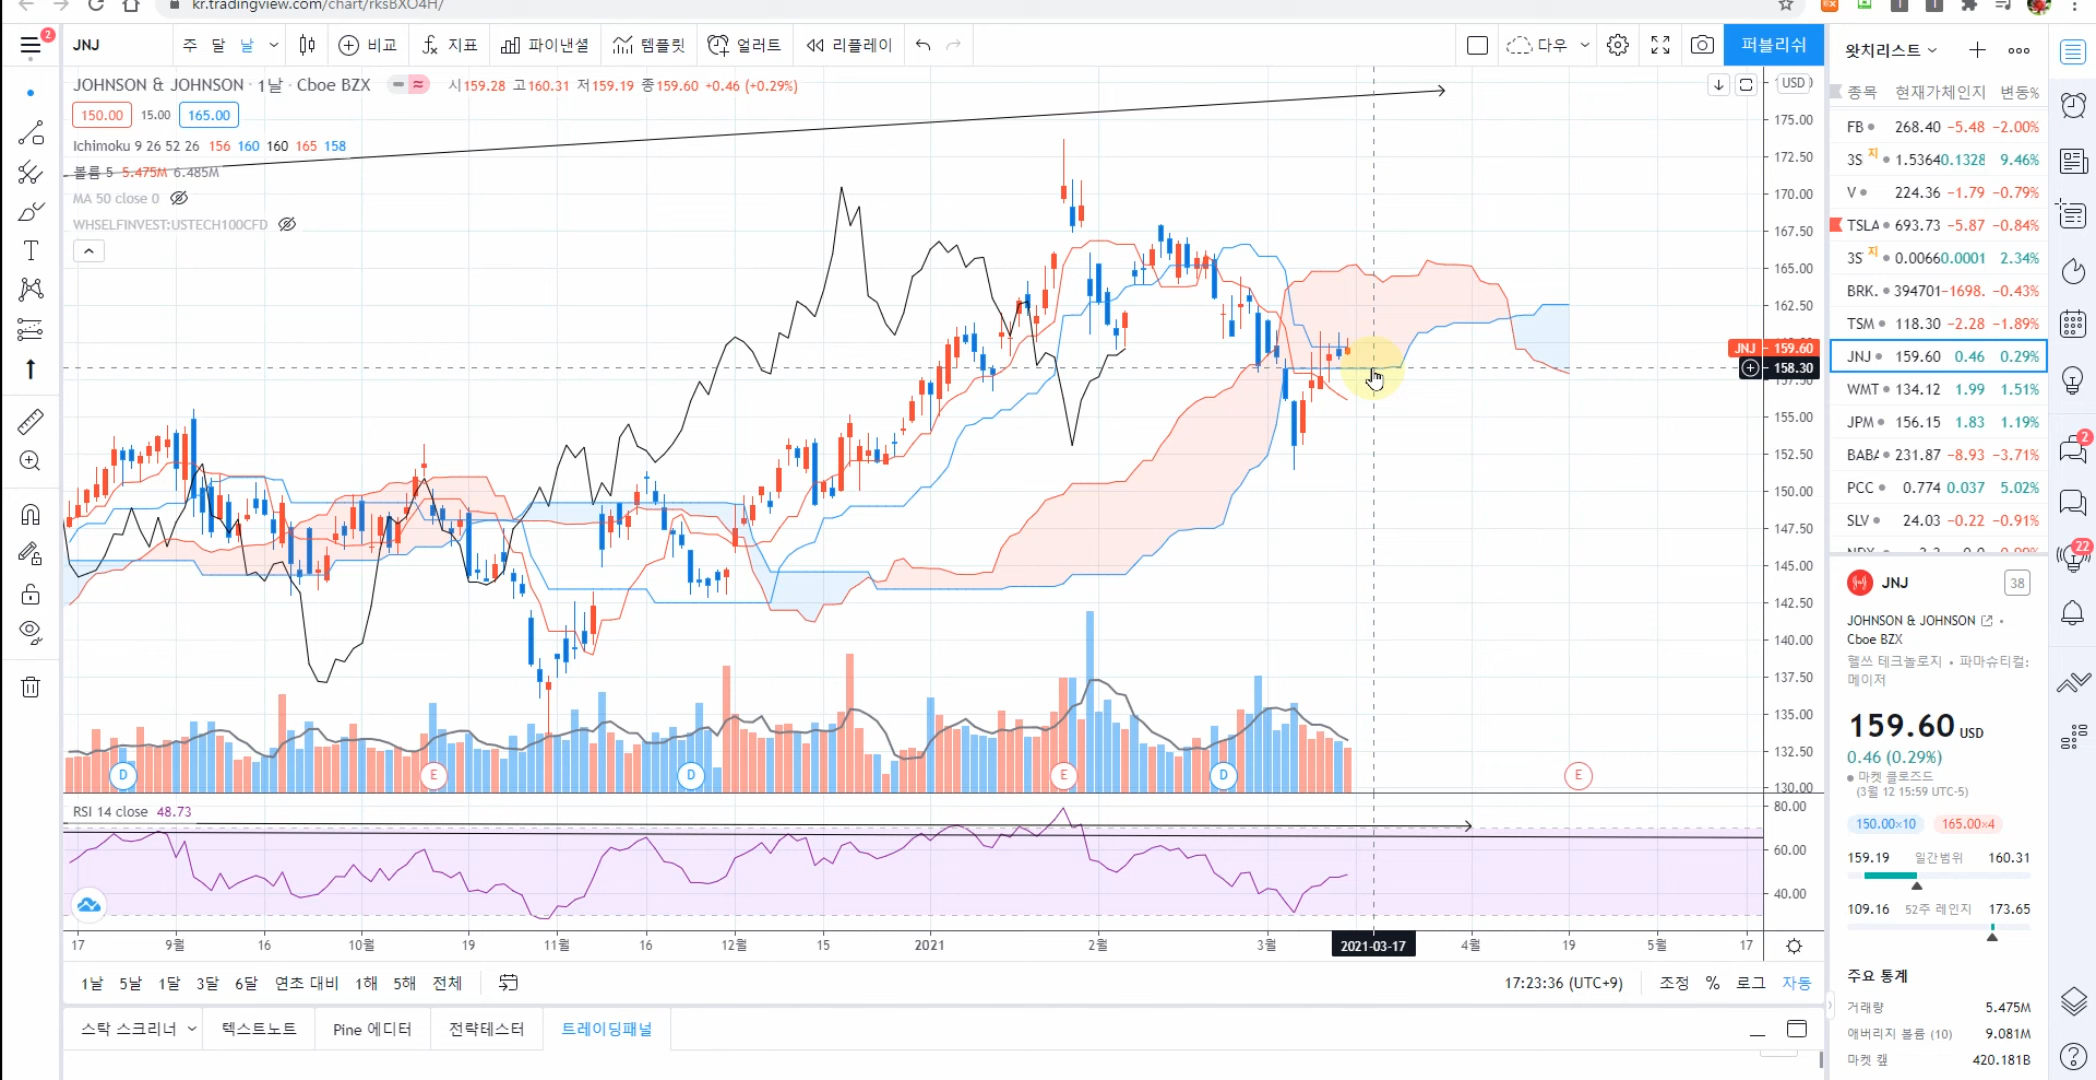 kr.tradingview.com/chart/rksBXO4H/
2
JNJ
주 달 날
비교
지표
파이낸셜
템플릿
얼러트
리플레이
다우
퍼블리쉬
JOHNSON & JOHNSON · 1날 · Cboe BZX
시159.28 고160.31 저159.19 종159.60 +0.46 (+0.29%)
150.00 15.00 165.00
Ichimoku 9 26 52 26 156 160 160 165 158
볼륨 5 5.475M 6.485M
MA 50 close 0
WHSELFINVEST:USTECH100CFD
USD
175.00
172.50
170.00
167.50
165.00
162.50
JNJ 159.60
158.30
157.50
155.00
152.50
150.00
147.50
145.00
142.50
140.00
137.50
135.00
132.50
130.00
D E D E D E
RSI 14 close 48.73
80.00
60.00
40.00
17 9월 16 10월 19 11월 16 12월 15 2021 2월 3월 2021-03-17 4월 19 5월 17
1날 5날 1달 3달 6달 연초 대비 1해 5해 전체
17:23:36 (UTC+9)
조정 % 로그 자동
스탁 스크리너 텍스트노트 Pine 에디터 전략테스터 트레이딩패널
왓치리스트
종목 현재가 체인지 변동%
FB 268.40 -5.48 -2.00%
3S 지 1.5364 0.1328 9.46%
V 224.36 -1.79 -0.79%
TSLA 693.73 -5.87 -0.84%
3S 지 0.0066 0.0001 2.34%
BRK. 394701 -1698. -0.43%
TSM 118.30 -2.28 -1.89%
JNJ 159.60 0.46 0.29%
WMT 134.12 1.99 1.51%
JPM 156.15 1.83 1.19%
BABA 231.87 -8.93 -3.71%
PCC 0.774 0.037 5.02%
SLV 24.03 -0.22 -0.91%
JNJ 38
JOHNSON & JOHNSON
Cboe BZX
헬쓰 테크놀로지 • 파마슈티컬:
메이저
159.60 USD
0.46 (0.29%)
마켓 클로즈드
(3월 12 15:59 UTC-5)
150.00×10 165.00×4
159.19 일간범위 160.31
109.16 52주 레인지 173.65
주요 통계
거래량 5.475M
애버리지 볼륨 (10) 9.081M
마켓 캪 420.181B
2
22